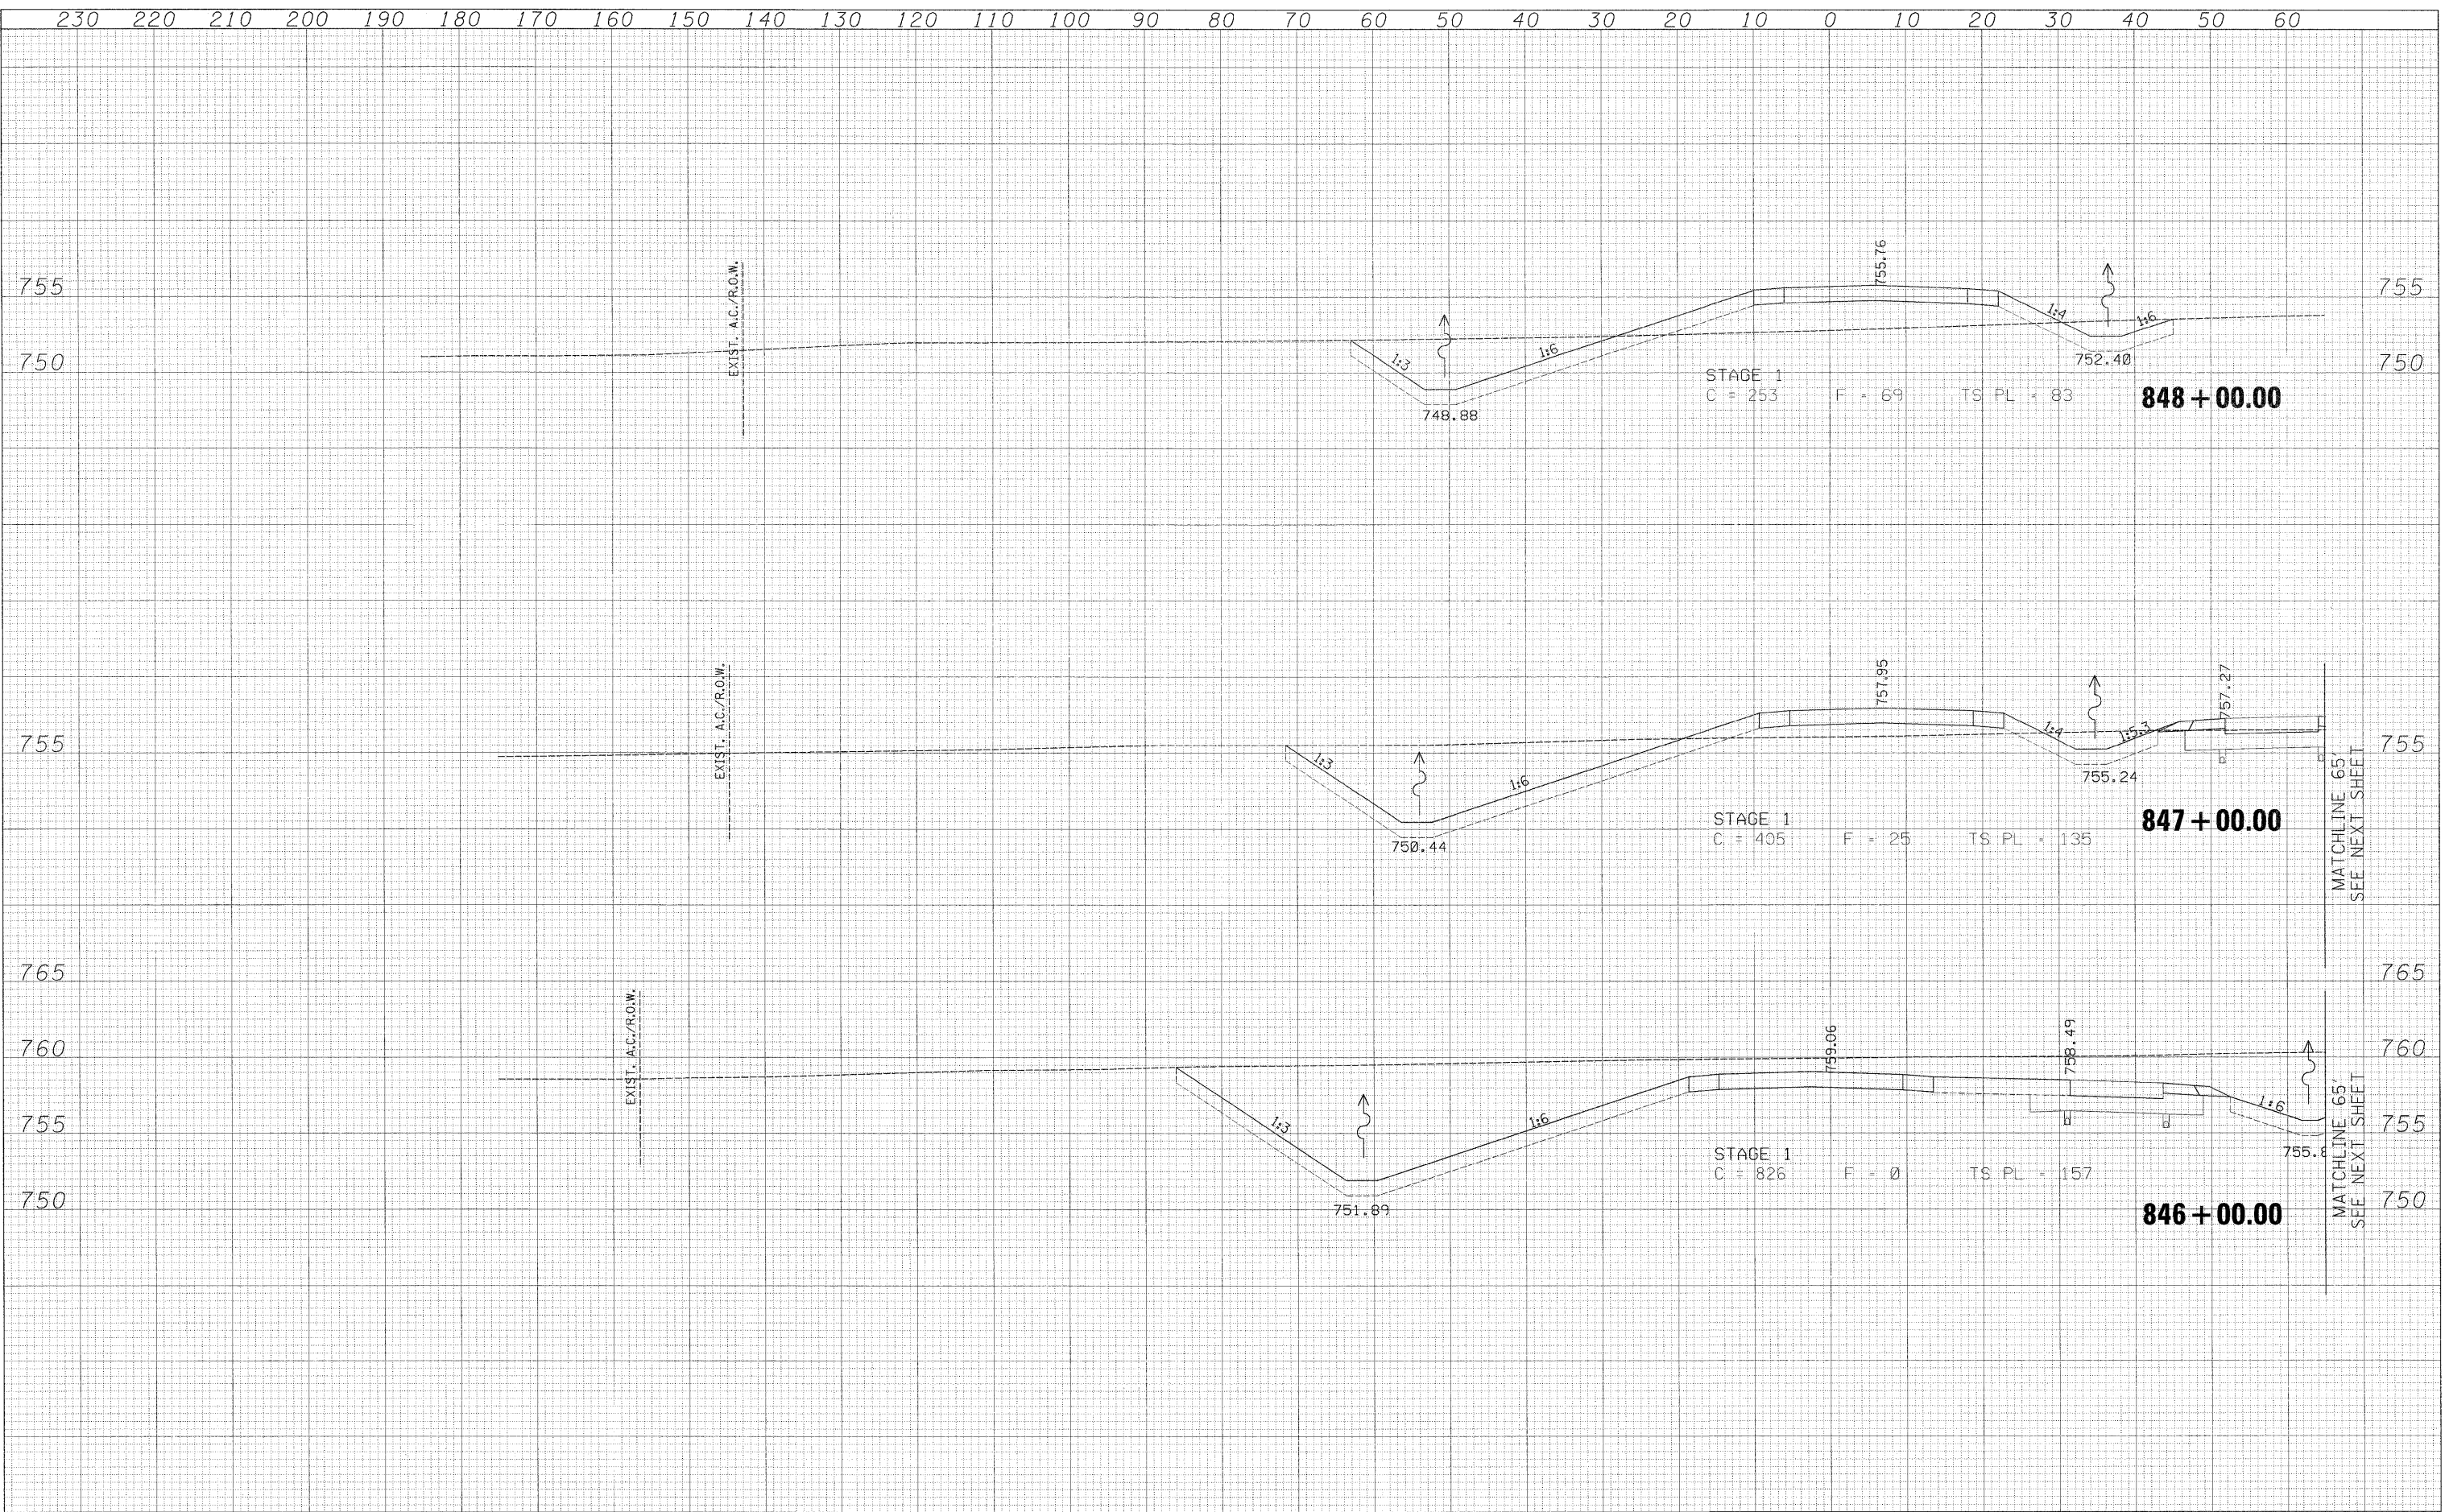 230 220 210 200 190 180 170 160 150 140 130 120 110 100 90 80 70 60 50 40 30 20 10 0 10 20 30 40 50 60
EXIST. A.C./R.O.W.
755.76
755 755
1:4
1:6
1:3
1:6
750 752.40 750
STAGE 1
C = 253 F = 69 TS PL = 83
848+00.00
748.88
EXIST. A.C./R.O.W.
757.95
757.27
755 755
1:4
1:5.3
1:3
1:6
755.24
MATCHLINE 65'
SEE NEXT SHEET
STAGE 1
C = 405 F = 25 TS PL = 135
847+00.00
750.44
765 765
EXIST. A.C./R.O.W.
759.06
758.49
760 760
1:3
1:6
1:6
755 755
755.8
MATCHLINE 65'
SEE NEXT SHEET
STAGE 1
C = 826 F = 0 TS PL = 157
750 750
751.89
846+00.00